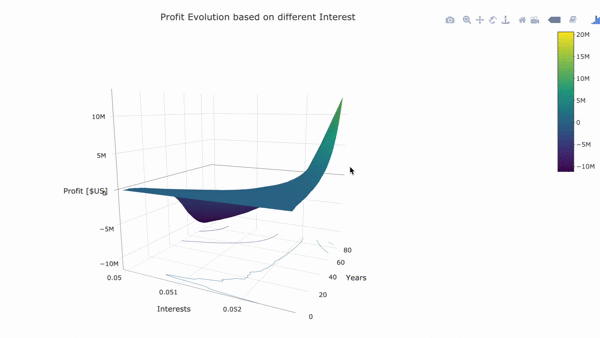 Profit Evolution based on different Interest
20M
15M
10M
5M
0
−5M
−10M
10M
5M
Profit [$US]
0
−5M
−10M
0.05
0.051
0.052
Interests
80
60
40
20
0
Years